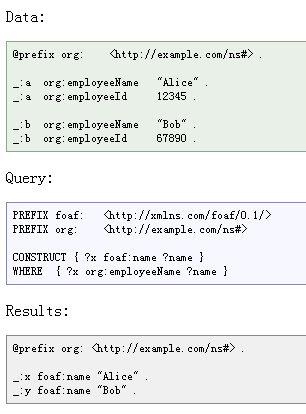 Data:
@prefix org:    <http://example.com/ns#> .
_:a  org:employeeName   "Alice" .
_:a  org:employeeId     12345 .
_:b  org:employeeName   "Bob" .
_:b  org:employeeId     67890 .
Query:
PREFIX foaf:   <http://xmlns.com/foaf/0.1/>
PREFIX org:    <http://example.com/ns#>
CONSTRUCT { ?x foaf:name ?name }
WHERE  { ?x org:employeeName ?name }
Results:
@prefix org: <http://example.com/ns#> .
_:x foaf:name "Alice" .
_:y foaf:name "Bob" .